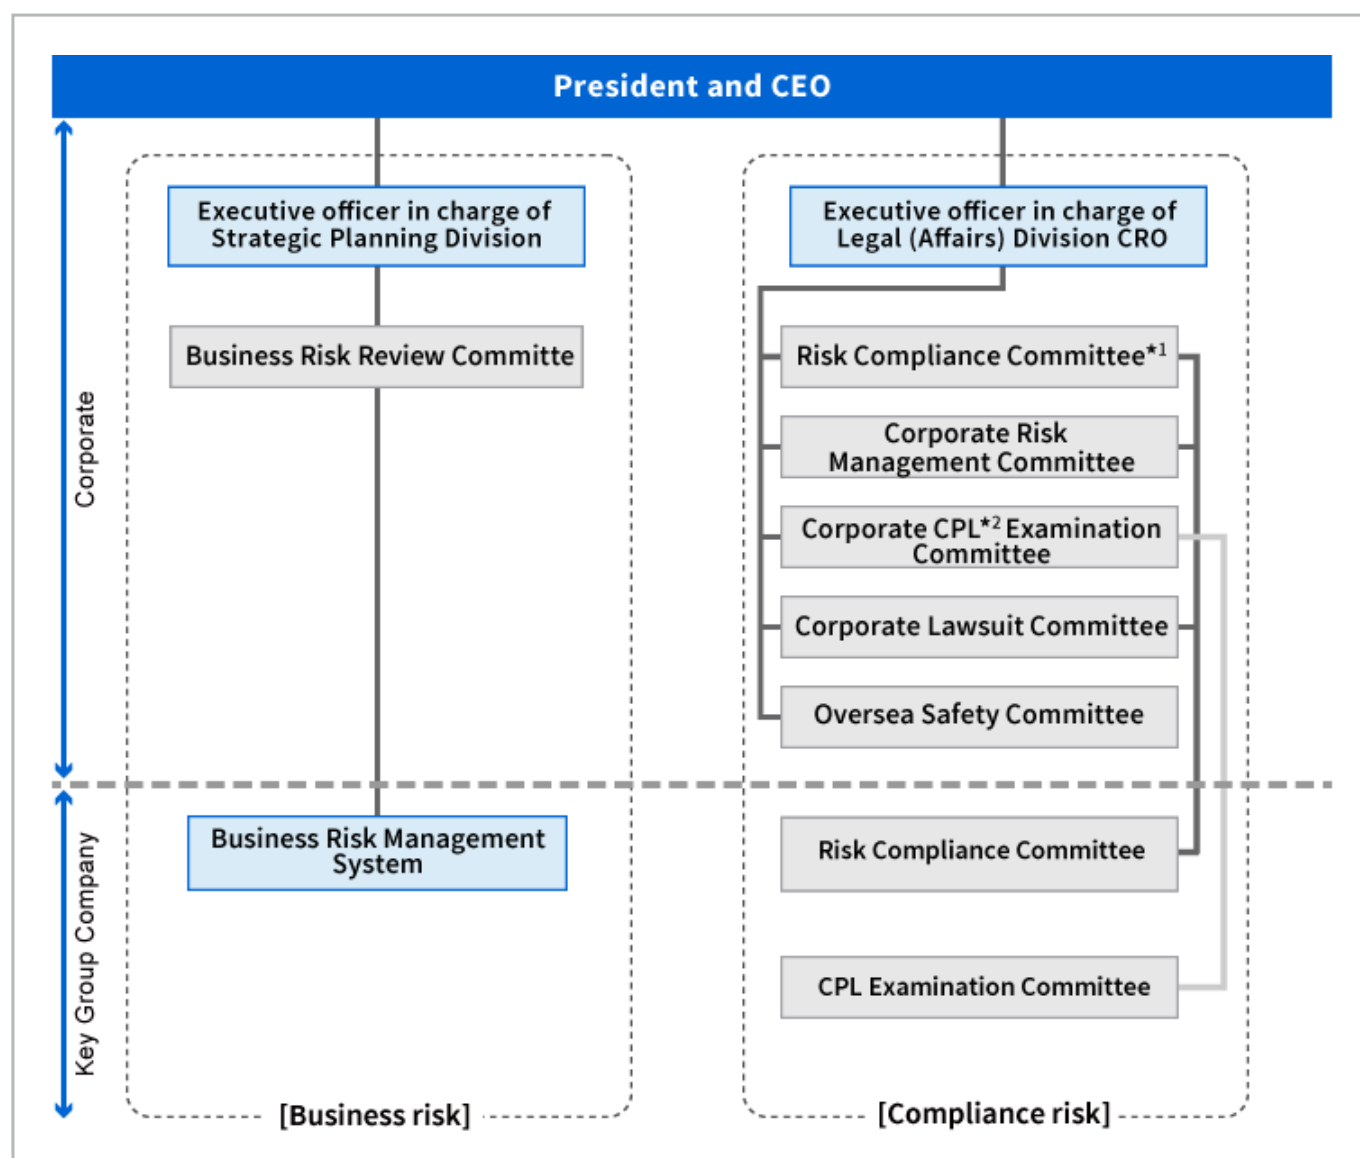 President and CEO
Corporate
Executive officer in charge of
Strategic Planning Division
Business Risk Review Committe
Executive officer in charge of
Legal (Affairs) Division CRO
Risk Compliance Committee★1
Corporate Risk
Management Committee
Corporate CPL★2 Examination
Committee
Corporate Lawsuit Committee
Oversea Safety Committee
Key Group Company
Business Risk Management
System
Risk Compliance Committee
CPL Examination Committee
[Business risk]
[Compliance risk]